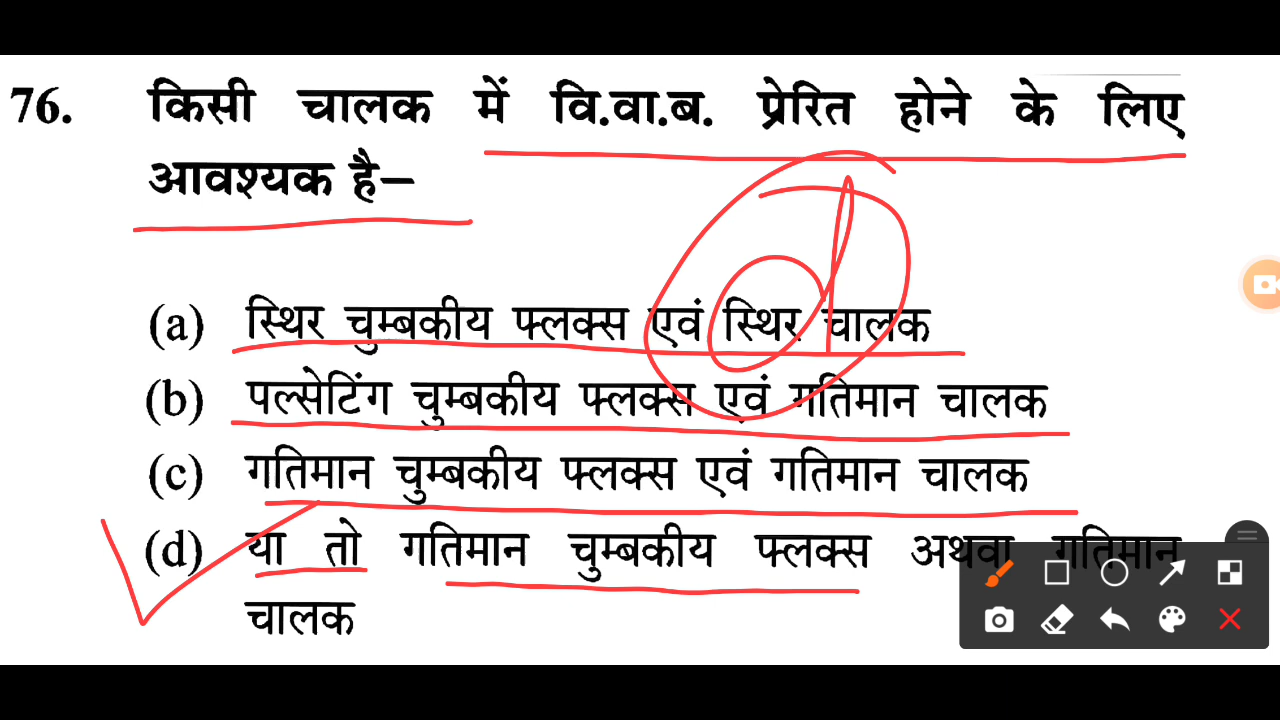 76. किसी चालक में वि.वा.ब. प्रेरित होने के लिए
आवश्यक है–
(a) स्थिर चुम्बकीय फ्लक्स एवं स्थिर चालक
(b) पल्सेटिंग चुम्बकीय फ्लक्स एवं गतिमान चालक
(c) गतिमान चुम्बकीय फ्लक्स एवं गतिमान चालक
(d) या तो गतिमान चुम्बकीय फ्लक्स अथवा गतिमान
चालक
d